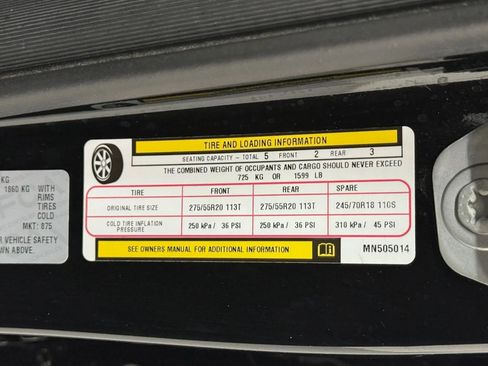 KG
1860 KG WITH
RIMS
TIRES
COLD
MKT: 875
VEHICLE SAFETY
WN ABOVE.
TIRE AND LOADING INFORMATION
SEATING CAPACITY - TOTAL 5 FRONT 2 REAR 3
THE COMBINED WEIGHT OF OCCUPANTS AND CARGO SHOULD NEVER EXCEED
725 KG OR 1599 LB
TIRE FRONT REAR SPARE
ORIGINAL TIRE SIZE 275/55R20 113T 275/55R20 113T 245/70R18 110S
COLD TIRE INFLATION PRESSURE 250 kPa / 36 PSI 250 kPa / 36 PSI 310 kPa / 45 PSI
SEE OWNERS MANUAL FOR ADDITIONAL INFORMATION
MN505014